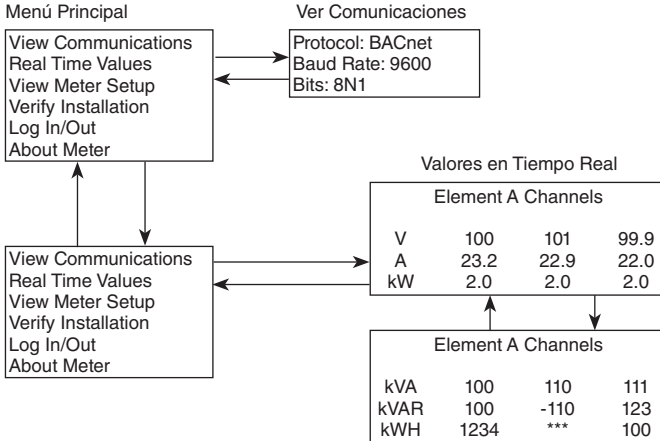 Menú Principal
View Communications
Real Time Values
View Meter Setup
Verify Installation
Log In/Out
About Meter
Ver Comunicaciones
Protocol: BACnet
Baud Rate: 9600
Bits: 8N1
View Communications
Real Time Values
View Meter Setup
Verify Installation
Log In/Out
About Meter
Valores en Tiempo Real
Element A Channels
V 100 101 99.9
A 23.2 22.9 22.0
kW 2.0 2.0 2.0
Element A Channels
kVA 100 110 111
kVAR 100 -110 123
kWH 1234 *** 100